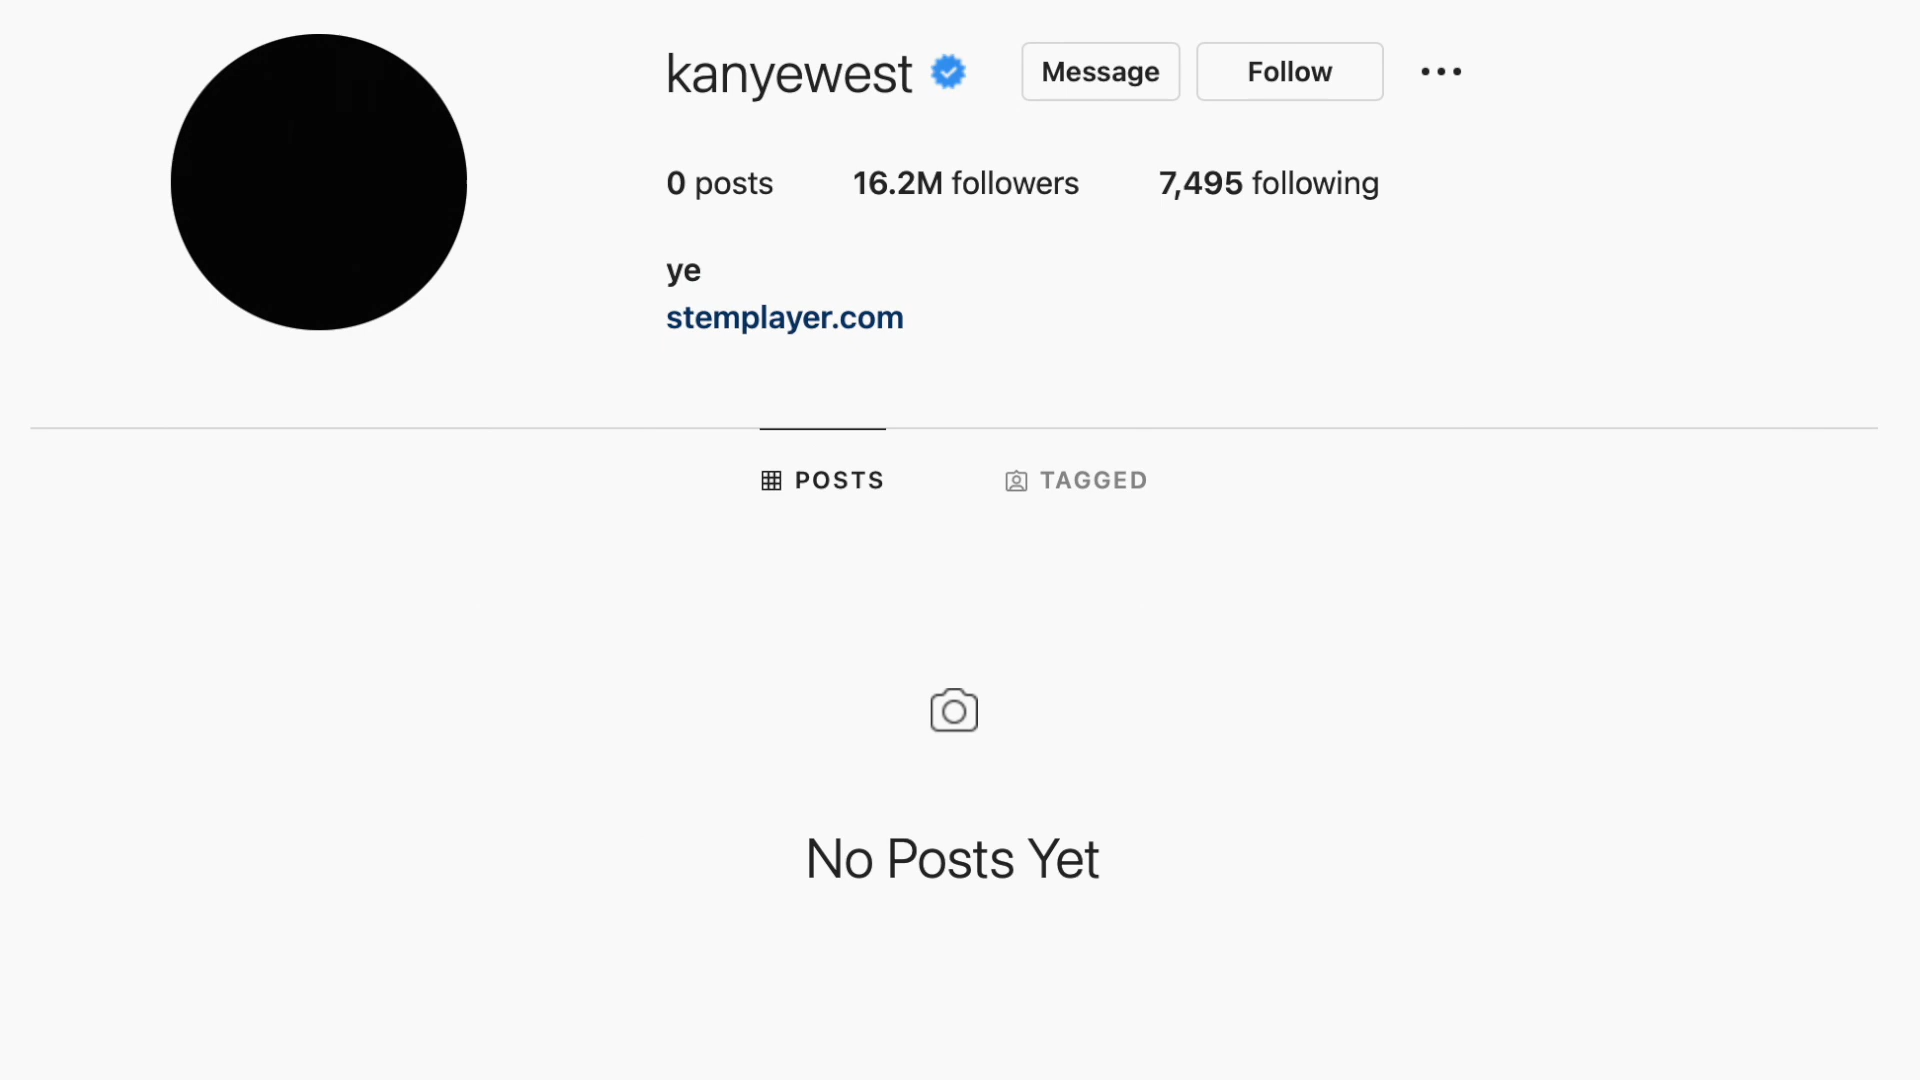 kanyewest Message Follow
0 posts 16.2M followers 7,495 following
ye
stemplayer.com
POSTS TAGGED
No Posts Yet